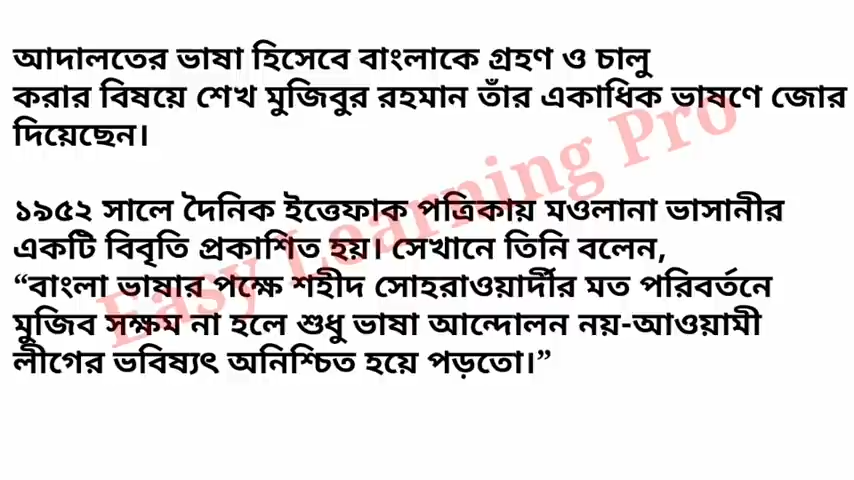 আদালতের ভাষা হিসেবে বাংলাকে গ্রহণ ও চালু
করার বিষয়ে শেখ মুজিবুর রহমান তাঁর একাধিক ভাষণে জোর
দিয়েছেন।
১৯৫২ সালে দৈনিক ইত্তেফাক পত্রিকায় মওলানা ভাসানীর
একটি বিবৃতি প্রকাশিত হয়। সেখানে তিনি বলেন,
“বাংলা ভাষার পক্ষে শহীদ সোহরাওয়ার্দীর মত পরিবর্তনে
মুজিব সক্ষম না হলে শুধু ভাষা আন্দোলন নয়-আওয়ামী
লীগের ভবিষ্যৎ অনিশ্চিত হয়ে পড়তো।”
Easy Learning Pro